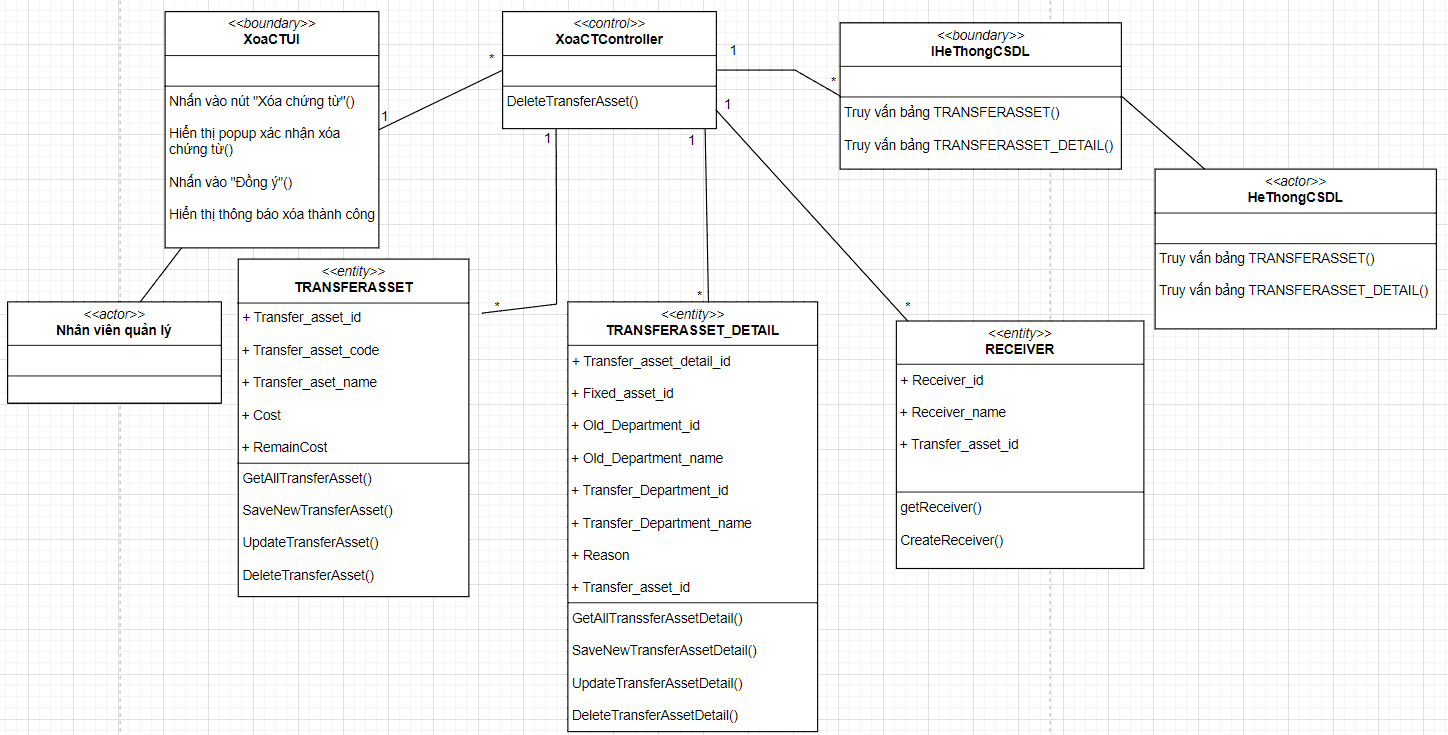 <<boundary>>
XoaCTUI
Nhấn vào nút "Xóa chứng từ"()
Hiển thị popup xác nhận xóa
chứng từ()
Nhấn vào "Đồng ý"()
Hiển thị thông báo xóa thành công
1
*
<<control>>
XoaCTController
DeleteTransferAsset()
1
*
1
1
1
<<boundary>>
IHeThongCSDL
Truy vấn bảng TRANSFERASSET()
Truy vấn bảng TRANSFERASSET_DETAIL()
<<actor>>
HeThongCSDL
Truy vấn bảng TRANSFERASSET()
Truy vấn bảng TRANSFERASSET_DETAIL()
<<actor>>
Nhân viên quản lý
<<entity>>
TRANSFERASSET
+ Transfer_asset_id
+ Transfer_asset_code
+ Transfer_aset_name
+ Cost
+ RemainCost
GetAllTransferAsset()
SaveNewTransferAsset()
UpdateTransferAsset()
DeleteTransferAsset()
*
*
<<entity>>
TRANSFERASSET_DETAIL
+ Transfer_asset_detail_id
+ Fixed_asset_id
+ Old_Department_id
+ Old_Department_name
+ Transfer_Department_id
+ Transfer_Department_name
+ Reason
+ Transfer_asset_id
GetAllTranssferAssetDetail()
SaveNewTransferAssetDetail()
UpdateTransferAssetDetail()
DeleteTransferAssetDetail()
*
<<entity>>
RECEIVER
+ Receiver_id
+ Receiver_name
+ Transfer_asset_id
getReceiver()
CreateReceiver()